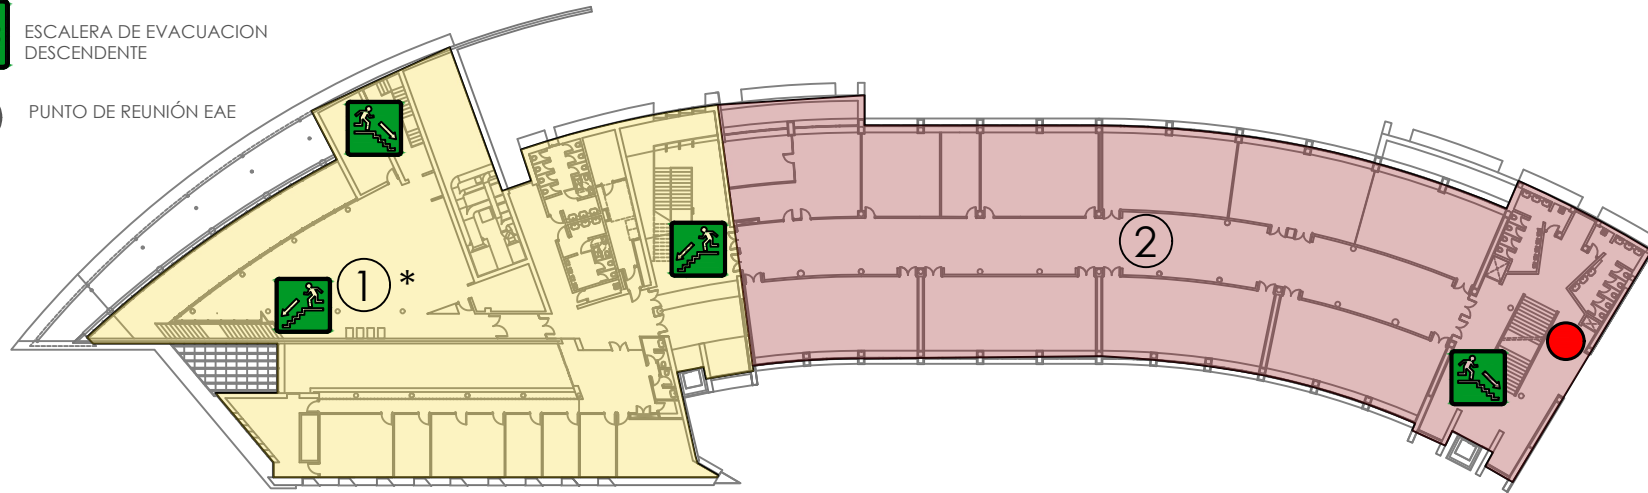 ESCALERA DE EVACUACION
DESCENDENTE
PUNTO DE REUNIÓN EAE
1 *
2